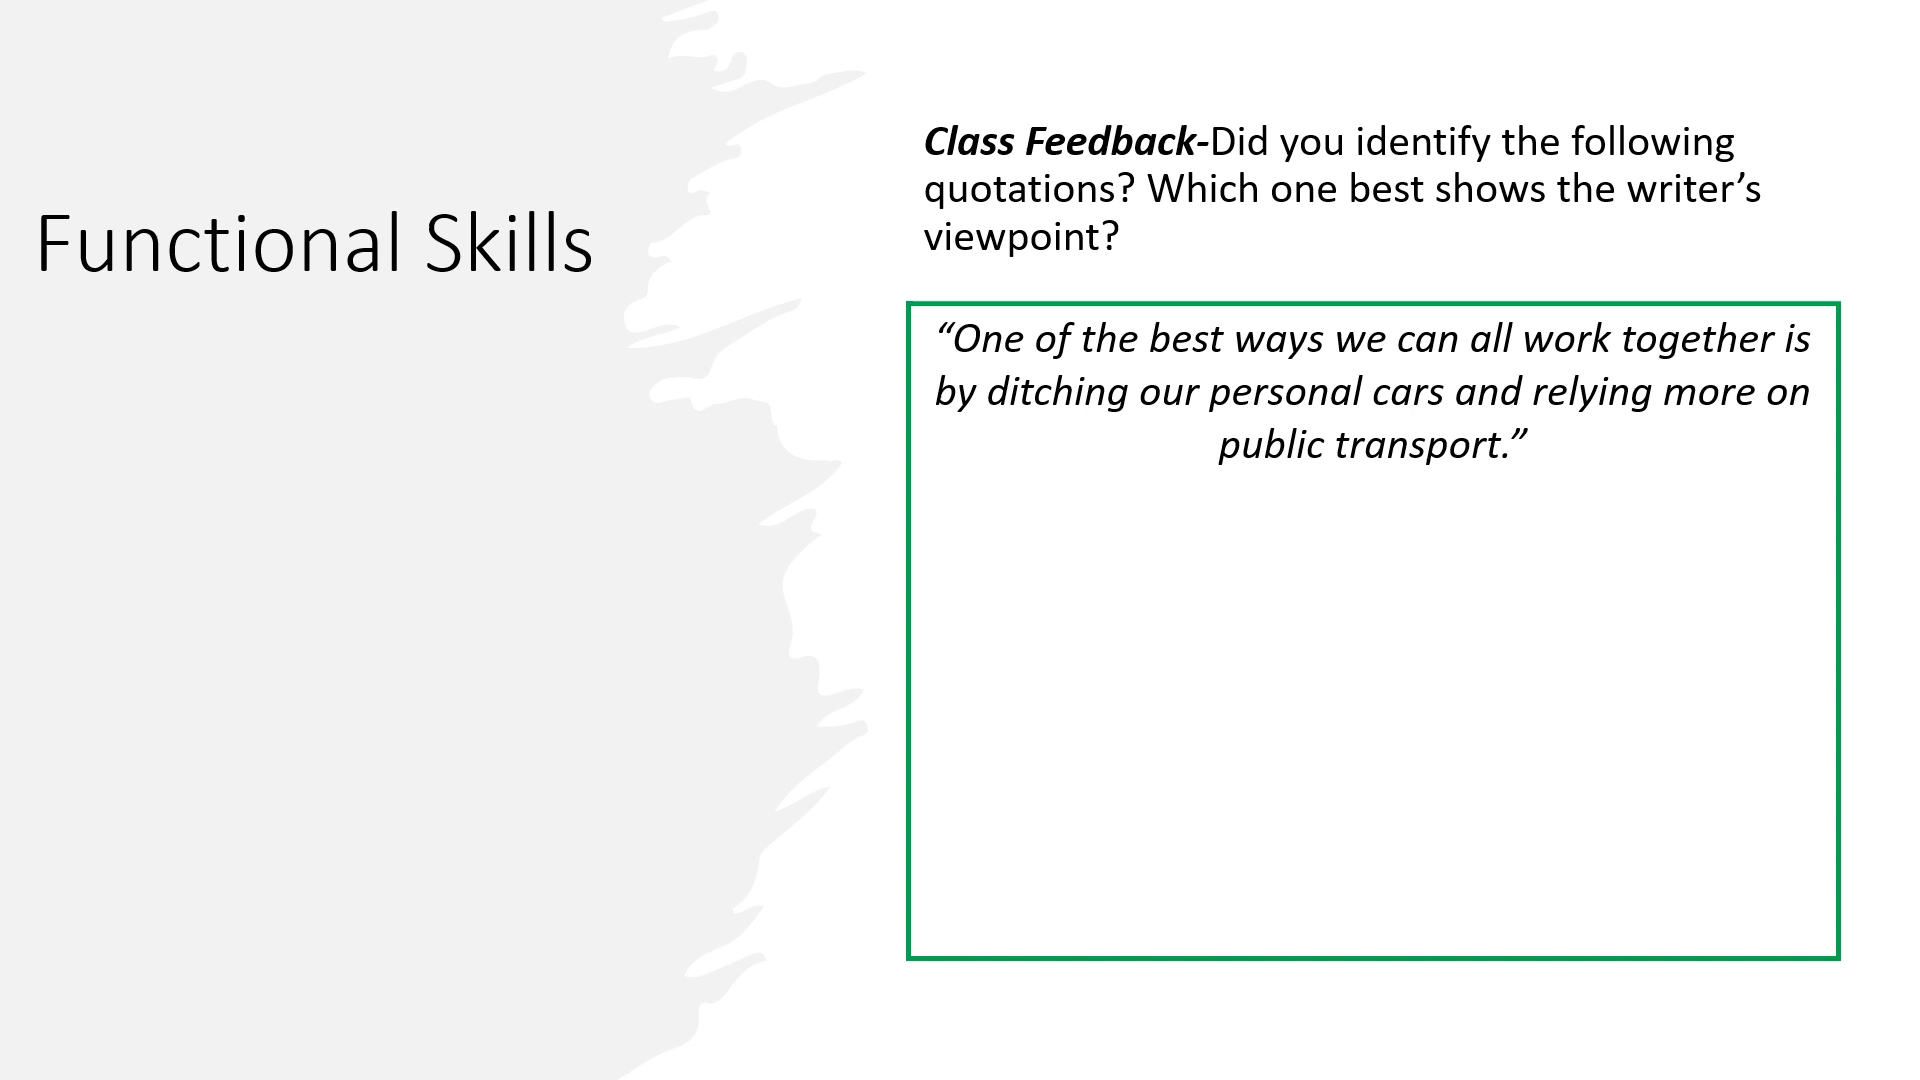 Functional Skills
Class Feedback-Did you identify the following
quotations? Which one best shows the writer’s
viewpoint?
“One of the best ways we can all work together is
by ditching our personal cars and relying more on
public transport.”